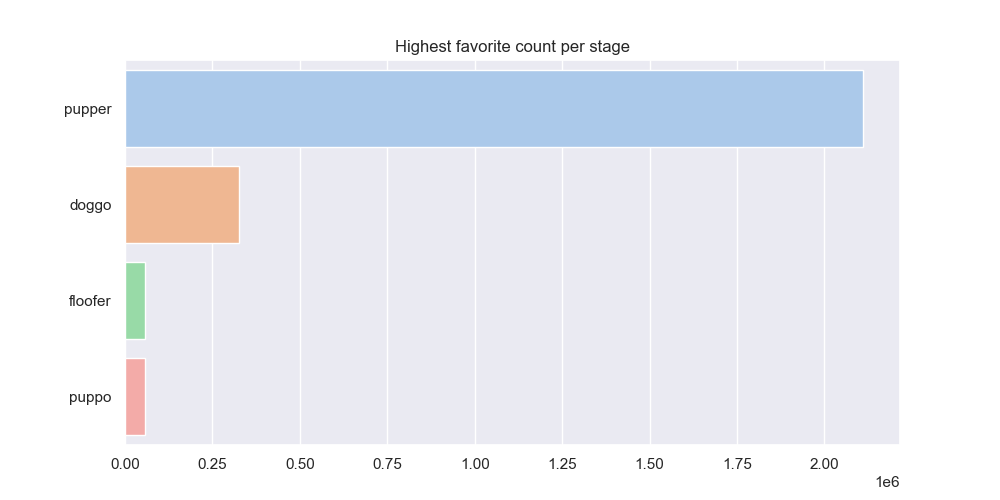 Highest favorite count per stage
pupper
doggo
floofer
puppo
0.00 0.25 0.50 0.75 1.00 1.25 1.50 1.75 2.00
1e6